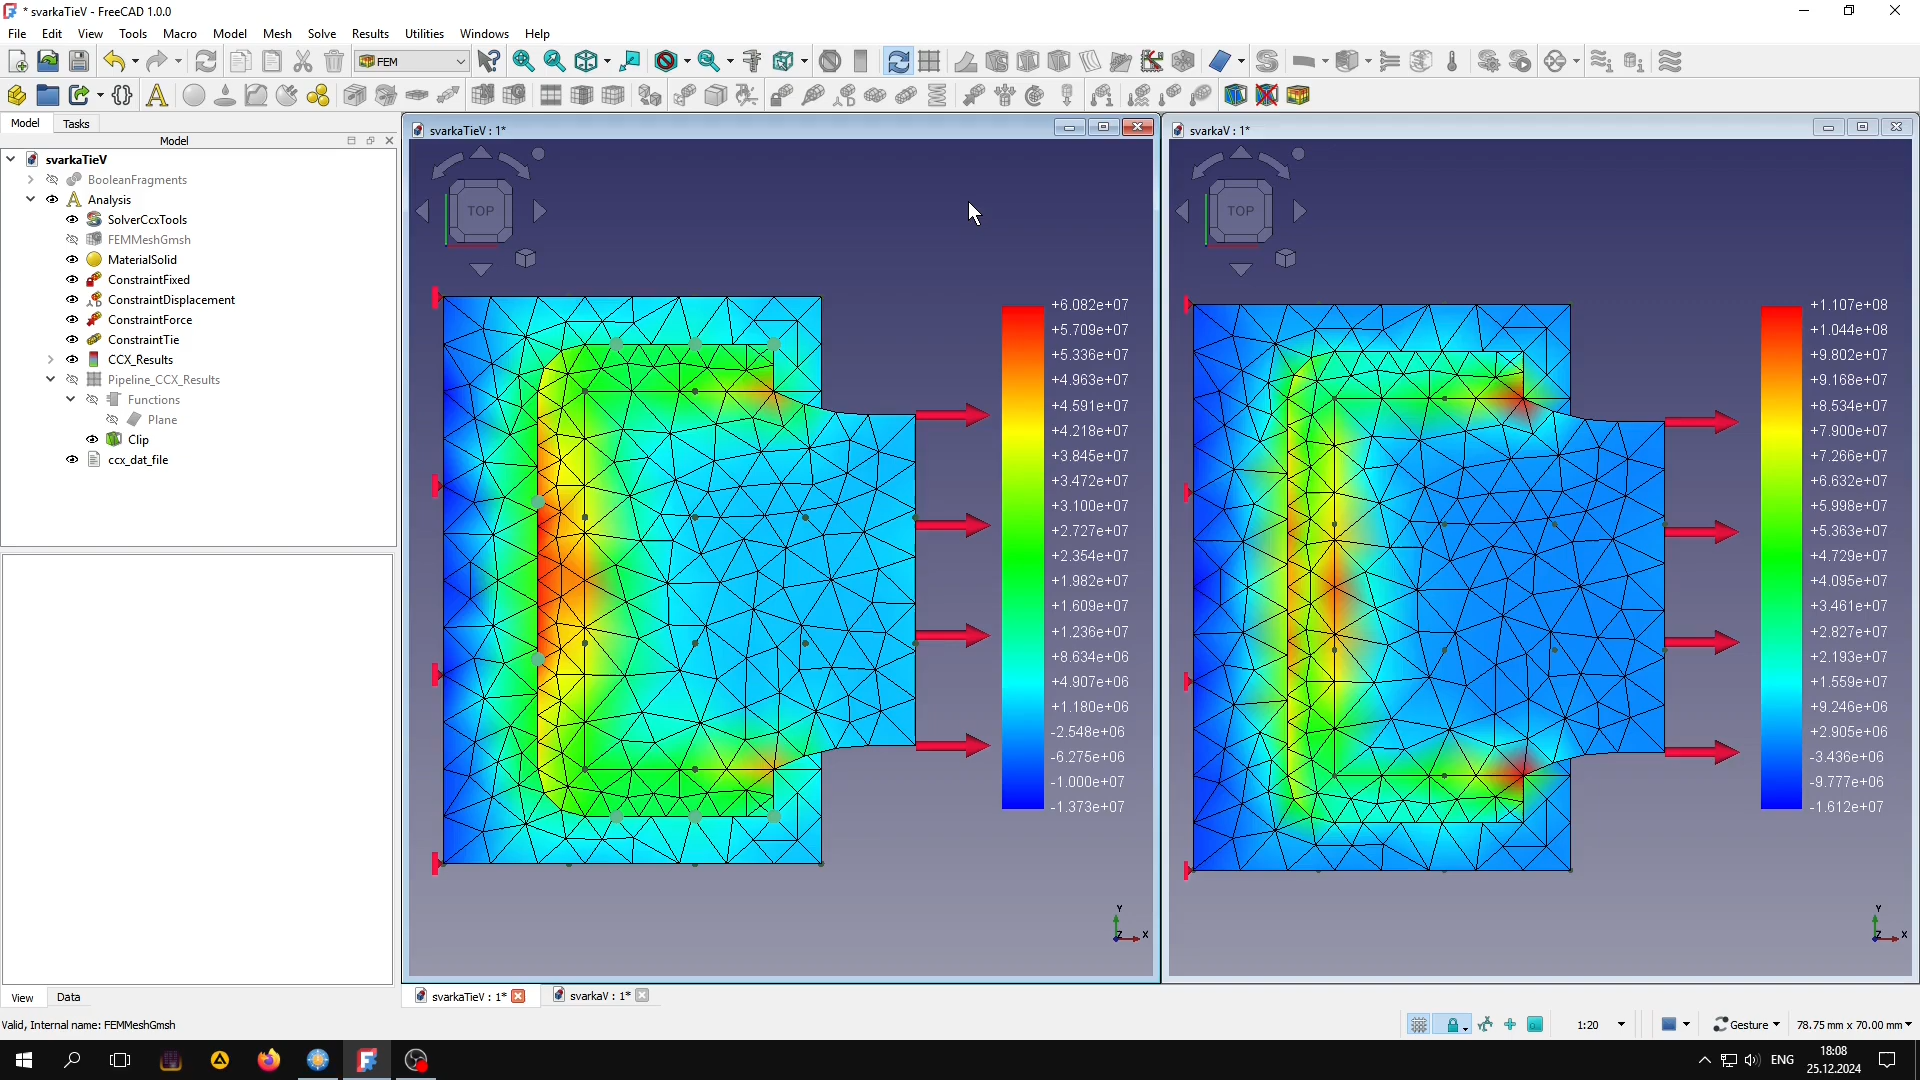 * svarkaTieV - FreeCAD 1.0.0
File Edit View Tools Macro Model Mesh Solve Results Utilities Windows Help
FEM
Model Tasks
Model
svarkaTieV
BooleanFragments
Analysis
SolverCcxTools
FEMMeshGmsh
MaterialSolid
ConstraintFixed
ConstraintDisplacement
ConstraintForce
ConstraintTie
CCX_Results
Pipeline_CCX_Results
Functions
Plane
Clip
ccx_dat_file
View Data
svarkaTieV : 1*
TOP
+6.082e+07
+5.709e+07
+5.336e+07
+4.963e+07
+4.591e+07
+4.218e+07
+3.845e+07
+3.472e+07
+3.100e+07
+2.727e+07
+2.354e+07
+1.982e+07
+1.609e+07
+1.236e+07
+8.634e+06
+4.907e+06
+1.180e+06
-2.548e+06
-6.275e+06
-1.000e+07
-1.373e+07
Y
Z
X
svarkaV : 1*
TOP
+1.107e+08
+1.044e+08
+9.802e+07
+9.168e+07
+8.534e+07
+7.900e+07
+7.266e+07
+6.632e+07
+5.998e+07
+5.363e+07
+4.729e+07
+4.095e+07
+3.461e+07
+2.827e+07
+2.193e+07
+1.559e+07
+9.246e+06
+2.905e+06
-3.436e+06
-9.777e+06
-1.612e+07
Y
Z
X
svarkaTieV : 1* svarkaV : 1*
Valid, Internal name: FEMMeshGmsh
1:20 Gesture 78.75 mm x 70.00 mm
ENG
18:08
25.12.2024